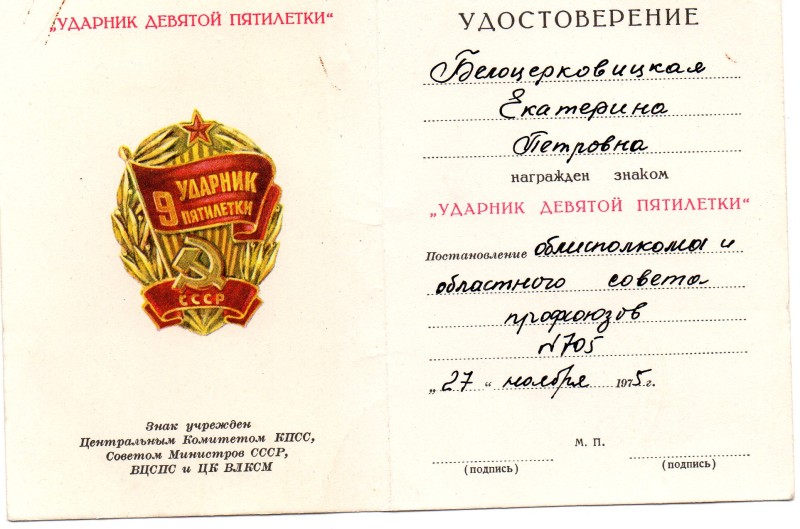 „УДАРНИК ДЕВЯТОЙ ПЯТИЛЕТКИ“
9 УДАРНИК
ПЯТИЛЕТКИ
СССР
Знак учрежден
Центральным Комитетом КПСС,
Советом Министров СССР,
ВЦСПС и ЦК ВЛКСМ
УДОСТОВЕРЕНИЕ
Белоцерковицкая
Екатерина
Петровна
награжден знаком
„УДАРНИК ДЕВЯТОЙ ПЯТИЛЕТКИ“
Постановление облисполкома и
областного совета
профсоюзов
№705
„27“ ноября 1975 г.
М. П.
(подпись) (подпись)